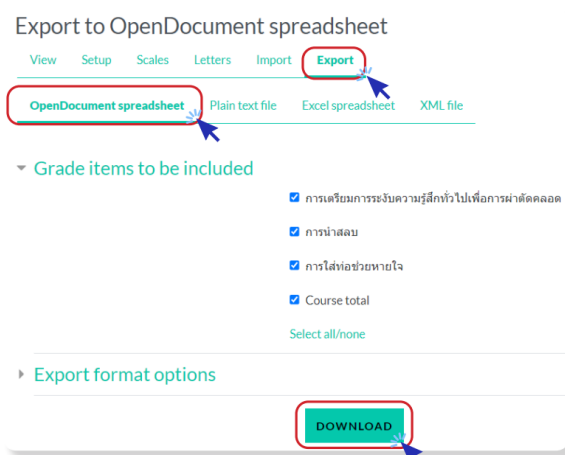 Export to OpenDocument spreadsheet
View Setup Scales Letters Import Export
OpenDocument spreadsheet Plain text file Excel spreadsheet XML file
Grade items to be included
การเตรียมการระงับความรู้สึกทั่วไปเพื่อการผ่าตัดคลอด
การนำสลบ
การใส่ท่อช่วยหายใจ
Course total
Select all/none
Export format options
DOWNLOAD